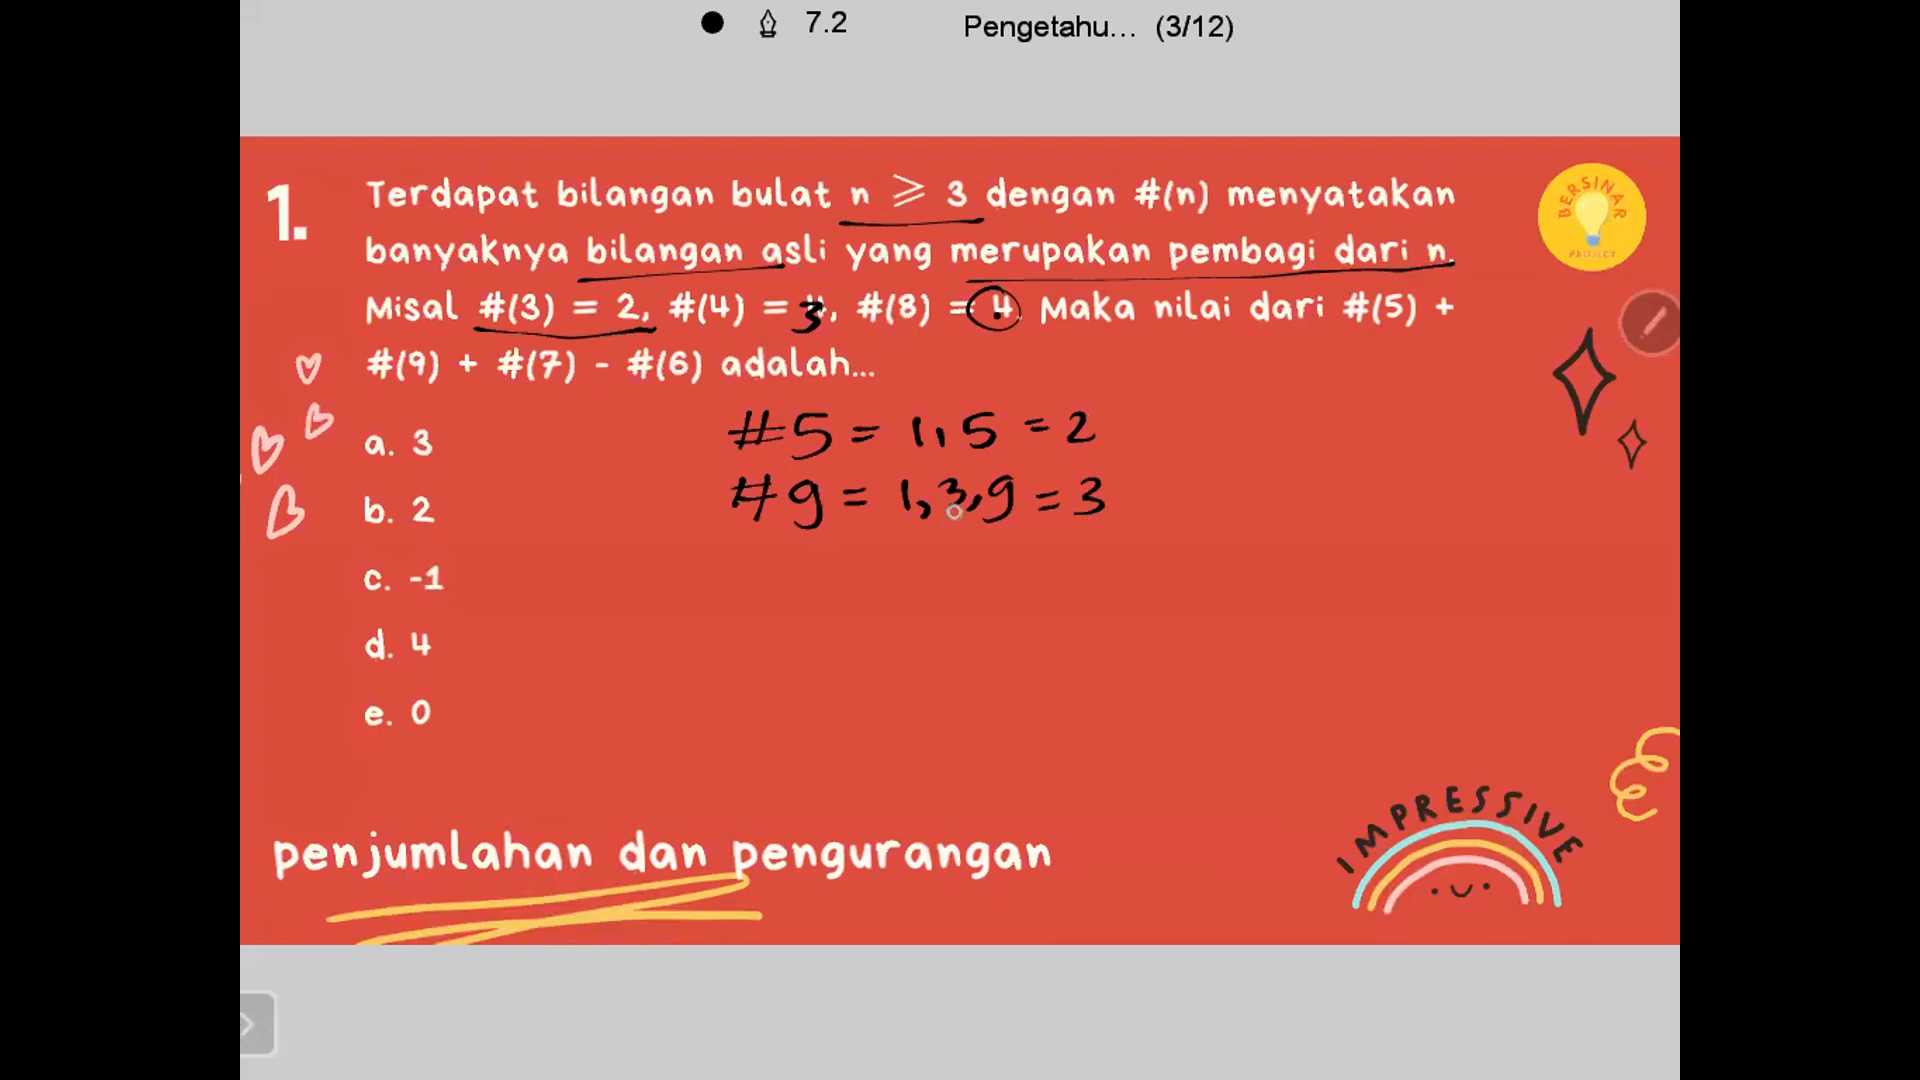 7.2 Pengetahu... (3/12)
1.
Terdapat bilangan bulat n ⩾ 3 dengan #(n) menyatakan
banyaknya bilangan asli yang merupakan pembagi dari n.
Misal #(3) = 2, #(4) = 3, #(8) = 4. Maka nilai dari #(5) +
#(9) + #(7) - #(6) adalah...
BERSINAR
PROJECT
#5 = 1,5 = 2
#9 = 1,3,9 = 3
a. 3
b. 2
c. -1
d. 4
e. 0
penjumlahan dan pengurangan
IMPRESSIVE